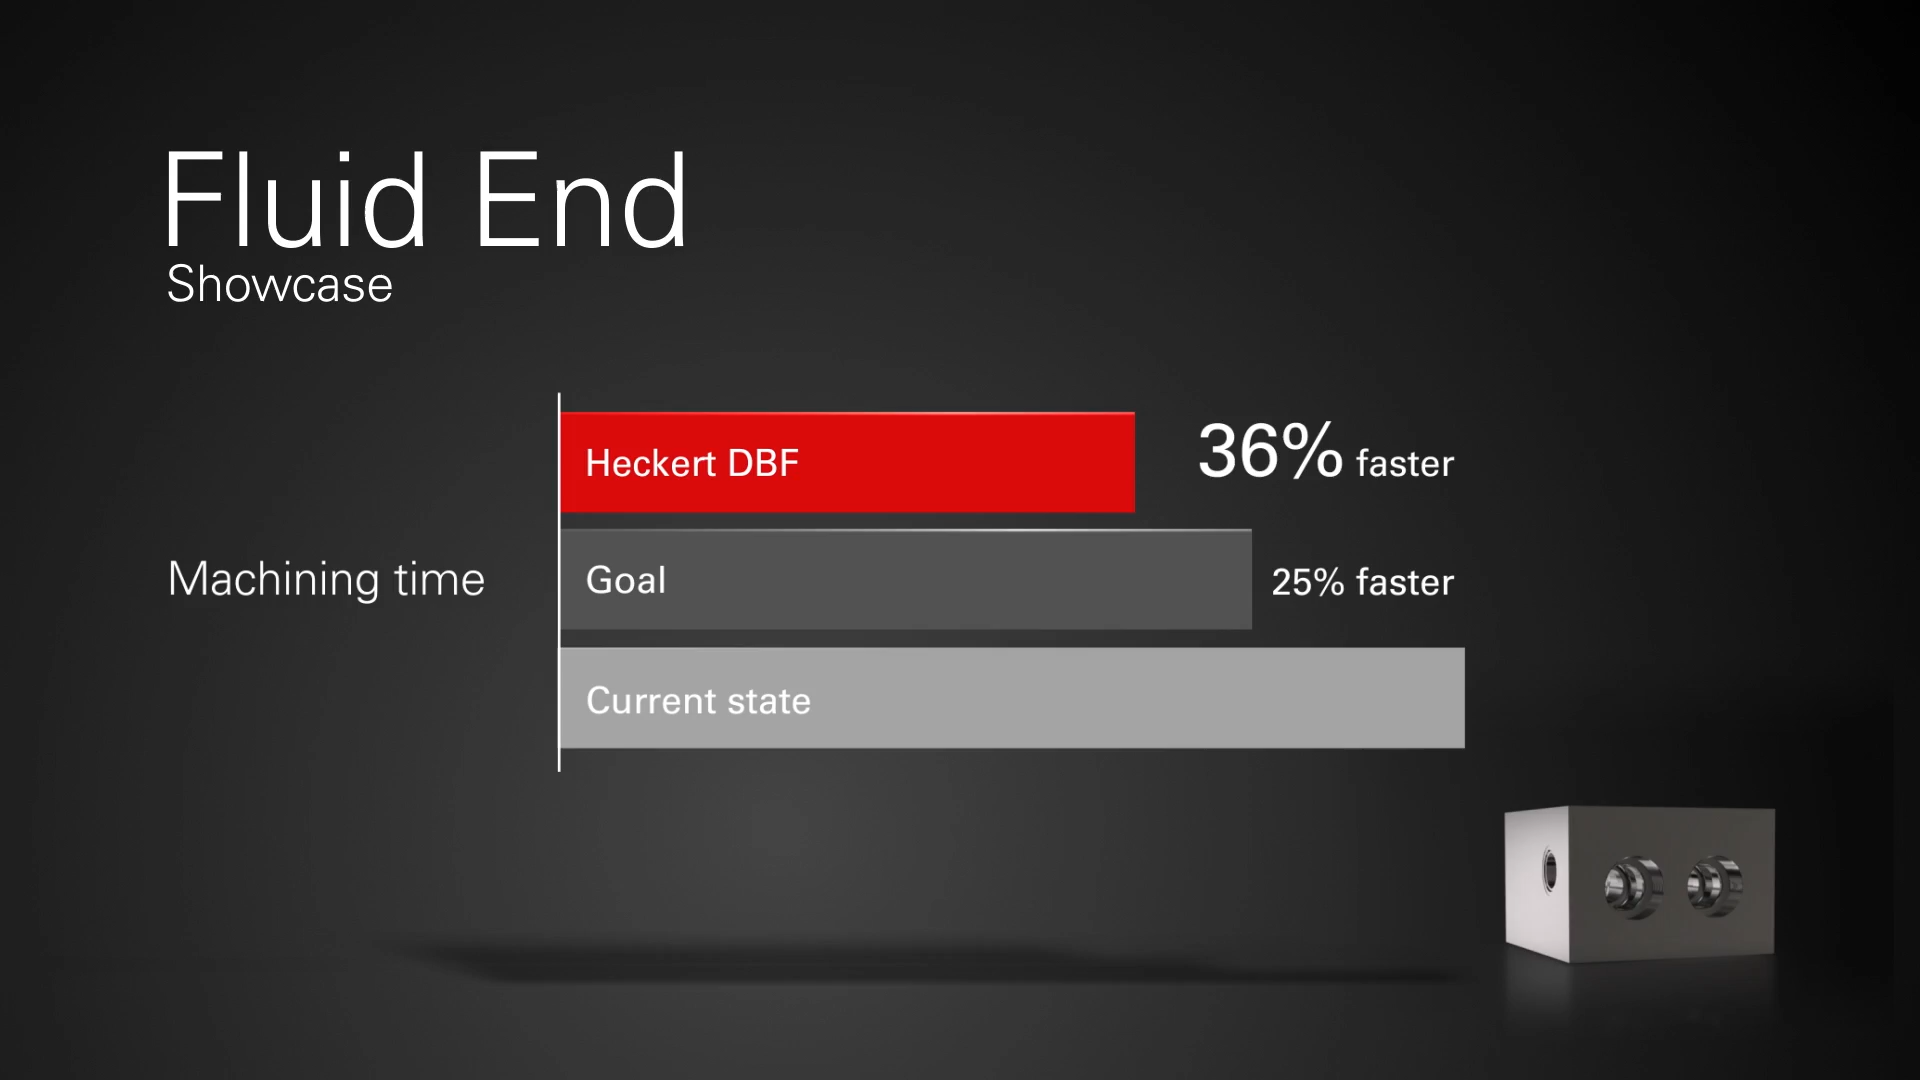 Fluid End
Showcase
Heckert DBF
36% faster
Machining time
Goal
25% faster
Current state